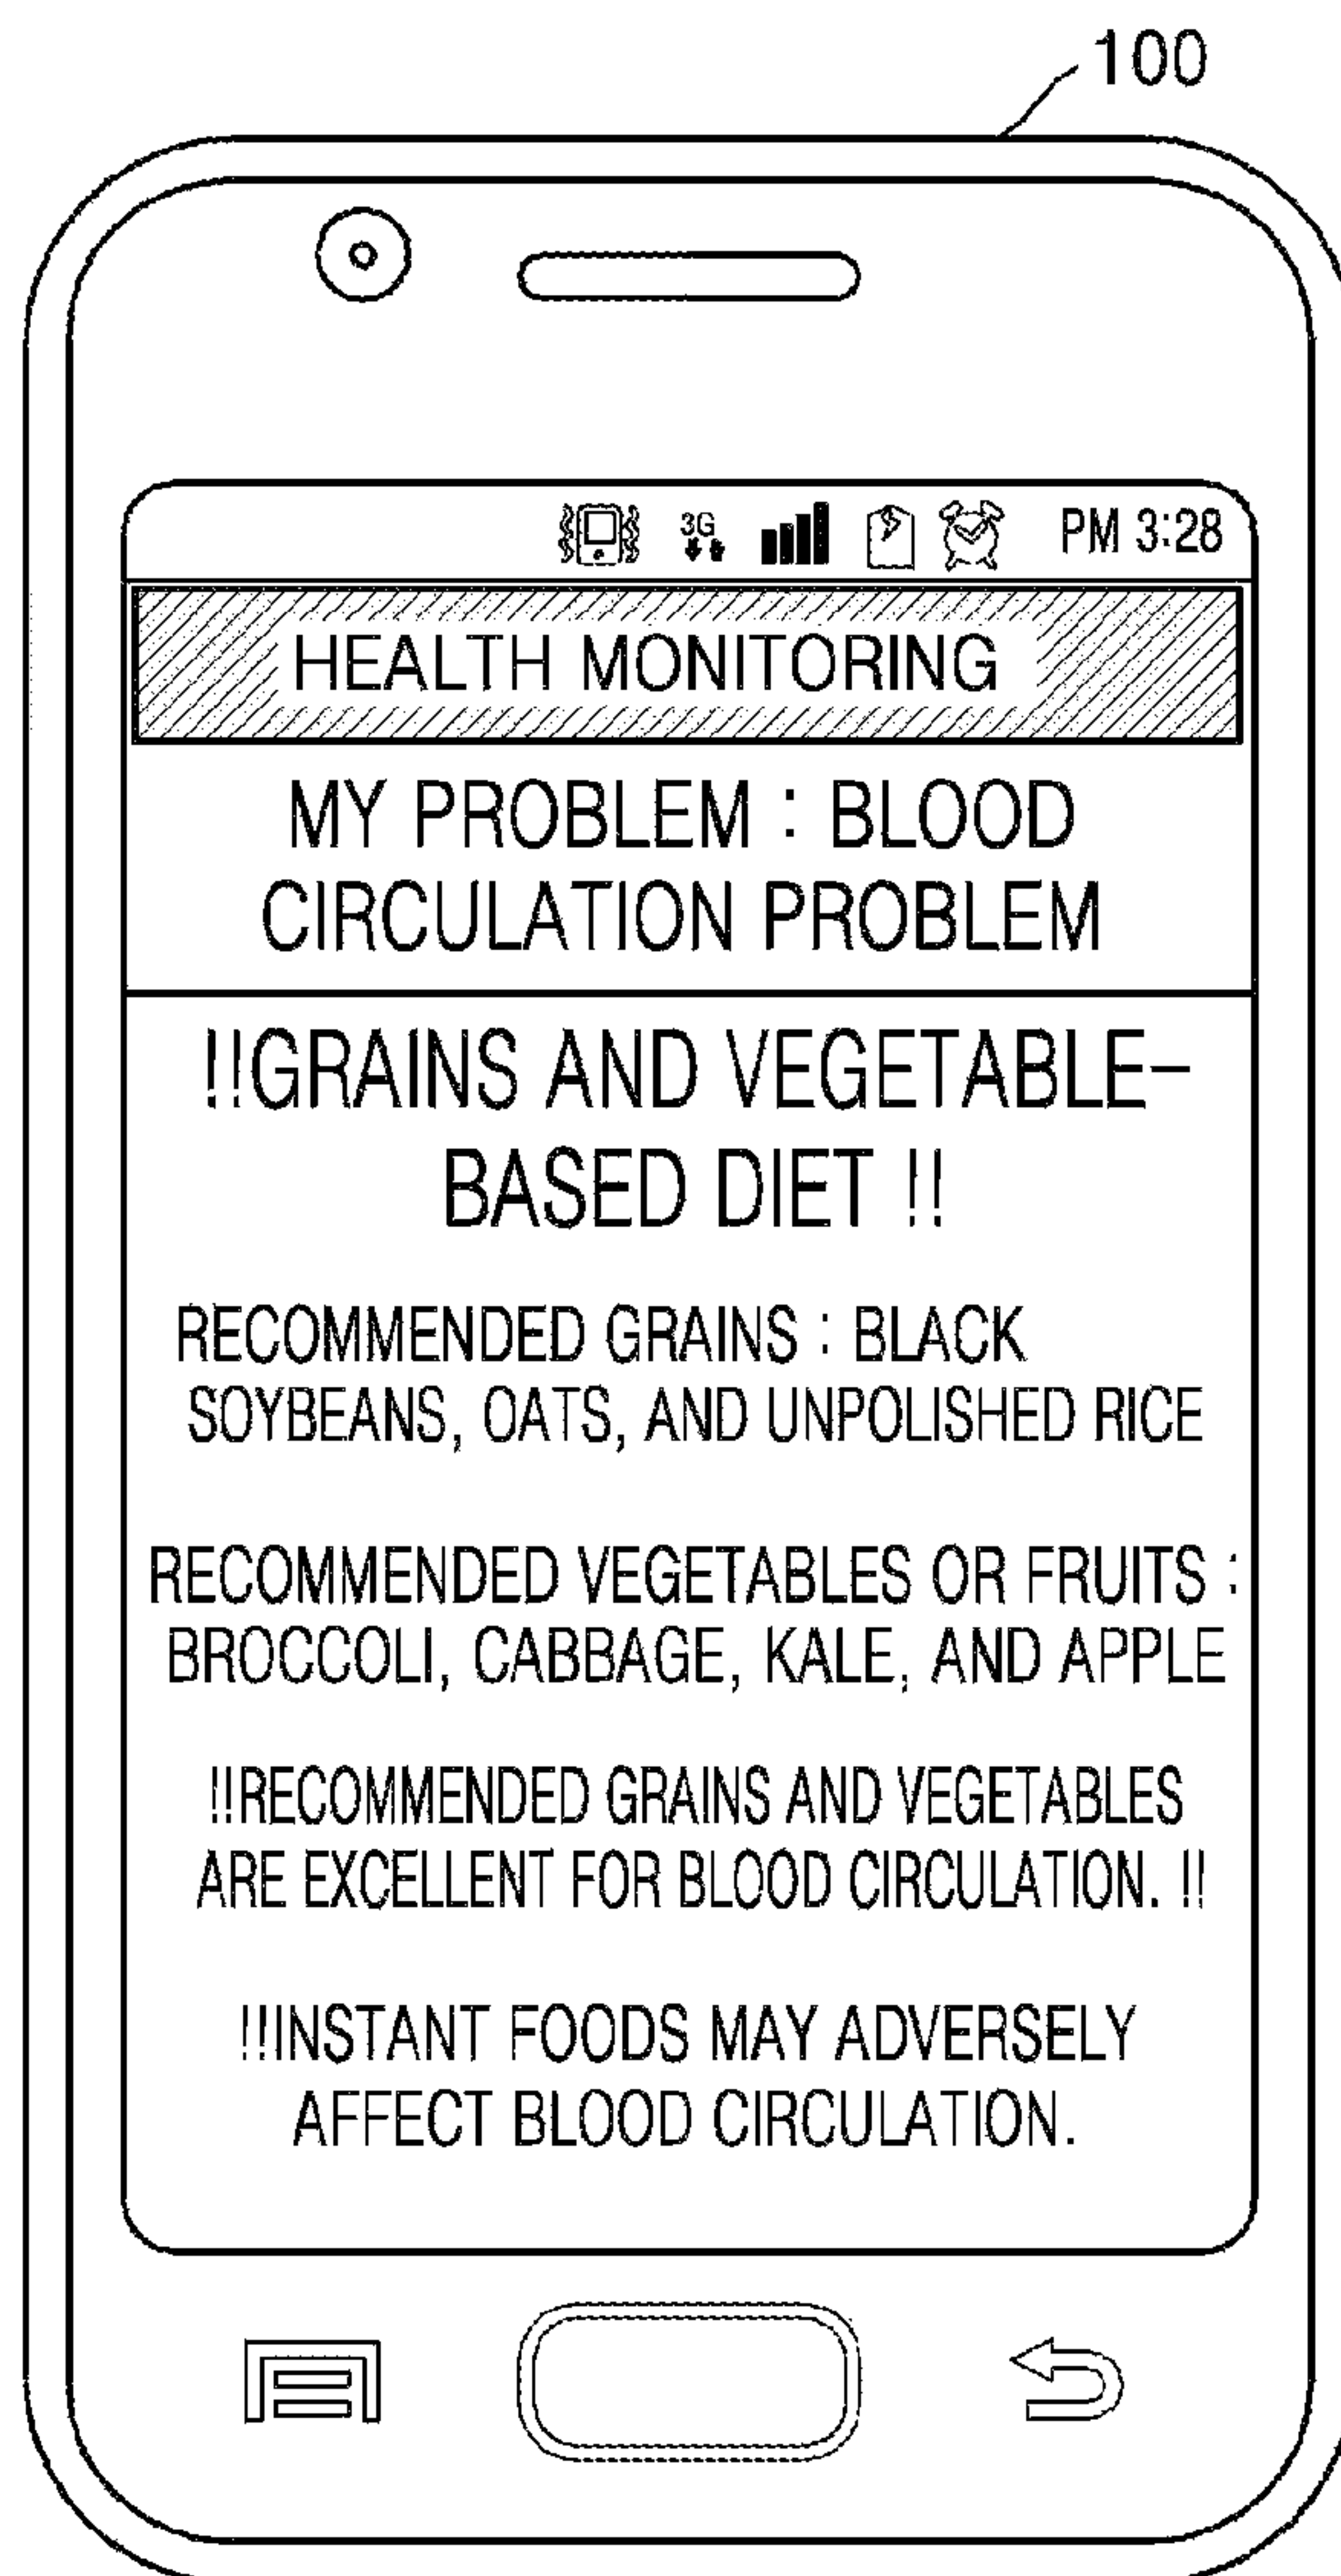 100
3G
PM 3:28
HEALTH MONITORING
MY PROBLEM : BLOOD
CIRCULATION PROBLEM
!!GRAINS AND VEGETABLE-
BASED DIET !!
RECOMMENDED GRAINS : BLACK
SOYBEANS, OATS, AND UNPOLISHED RICE
RECOMMENDED VEGETABLES OR FRUITS :
BROCCOLI, CABBAGE, KALE, AND APPLE
!!RECOMMENDED GRAINS AND VEGETABLES
ARE EXCELLENT FOR BLOOD CIRCULATION. !!
!!INSTANT FOODS MAY ADVERSELY
AFFECT BLOOD CIRCULATION.